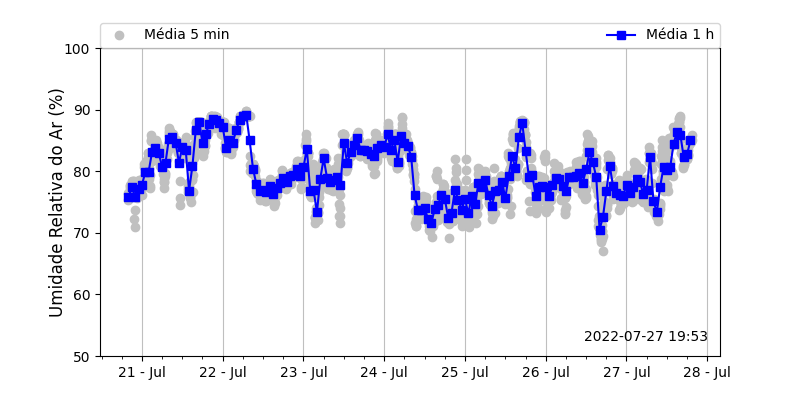 Média 5 min
Média 1 h
Umidade Relativa do Ar (%)
100
90
80
70
60
50
2022-07-27 19:53
21 - Jul
22 - Jul
23 - Jul
24 - Jul
25 - Jul
26 - Jul
27 - Jul
28 - Jul